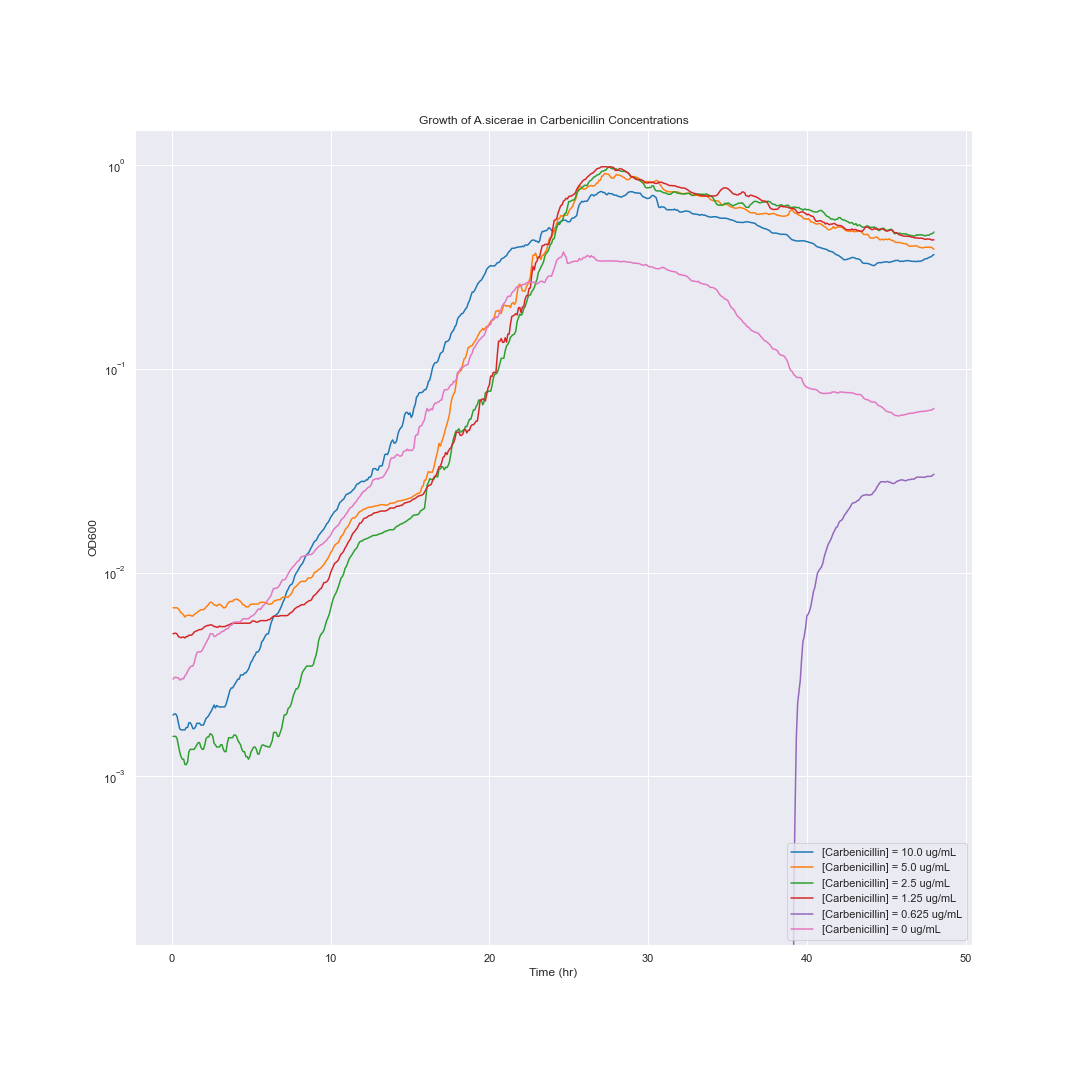 Growth of A.sicerae in Carbenicillin Concentrations
10⁰
10⁻¹
10⁻²
10⁻³
OD600
[Carbenicillin] = 10.0 ug/mL
[Carbenicillin] = 5.0 ug/mL
[Carbenicillin] = 2.5 ug/mL
[Carbenicillin] = 1.25 ug/mL
[Carbenicillin] = 0.625 ug/mL
[Carbenicillin] = 0 ug/mL
0 10 20 30 40 50
Time (hr)